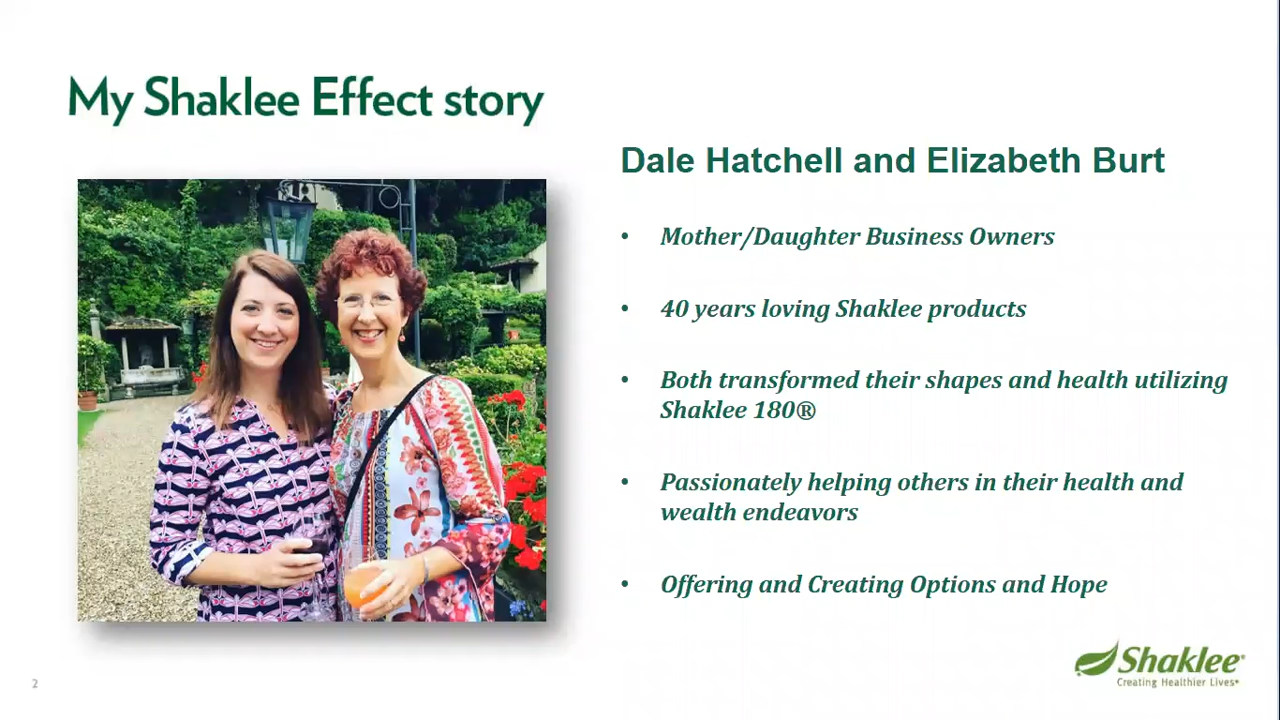 My Shaklee Effect story
Dale Hatchell and Elizabeth Burt
• Mother/Daughter Business Owners
• 40 years loving Shaklee products
• Both transformed their shapes and health utilizing
Shaklee 180®
• Passionately helping others in their health and
wealth endeavors
• Offering and Creating Options and Hope
Shaklee®
Creating Healthier Lives®
2